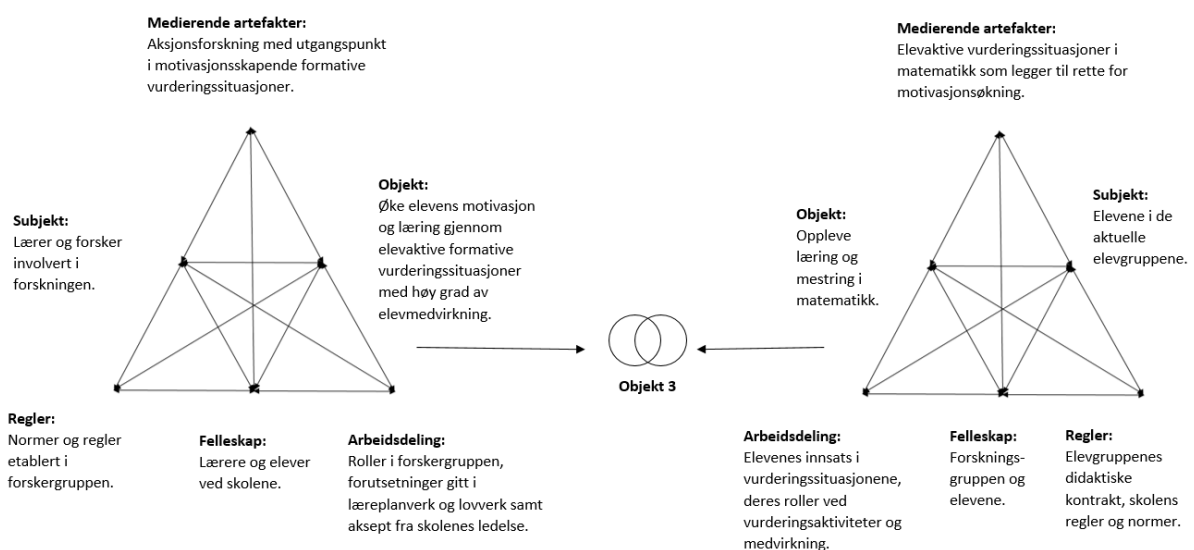 Medierende artefakter:
Aksjonsforskning med utgangspunkt
i motivasjonsskapende formative
vurderingssituasjoner.
Subjekt:
Lærer og forsker
involvert i
forskningen.
Objekt:
Øke elevens motivasjon
og læring gjennom
elevaktive formative
vurderingssituasjoner
med høy grad av
elevmedvirkning.
Regler:
Normer og regler
etablert i
forskergruppen.
Felleskap:
Lærere og elever
ved skolene.
Arbeidsdeling:
Roller i forskergruppen,
forutsetninger gitt i
læreplanverk og lovverk samt
aksept fra skolenes ledelse.
Objekt 3
Medierende artefakter:
Elevaktive vurderingssituasjoner i
matematikk som legger til rette for
motivasjonsøkning.
Objekt:
Oppleve
læring og
mestring i
matematikk.
Subjekt:
Elevene i de
aktuelle
elevgruppene.
Arbeidsdeling:
Elevenes innsats i
vurderingssituasjonene,
deres roller ved
vurderingsaktiviteter og
medvirkning.
Felleskap:
Forsknings-
gruppen og
elevene.
Regler:
Elevgruppenes
didaktiske
kontrakt, skolens
regler og normer.